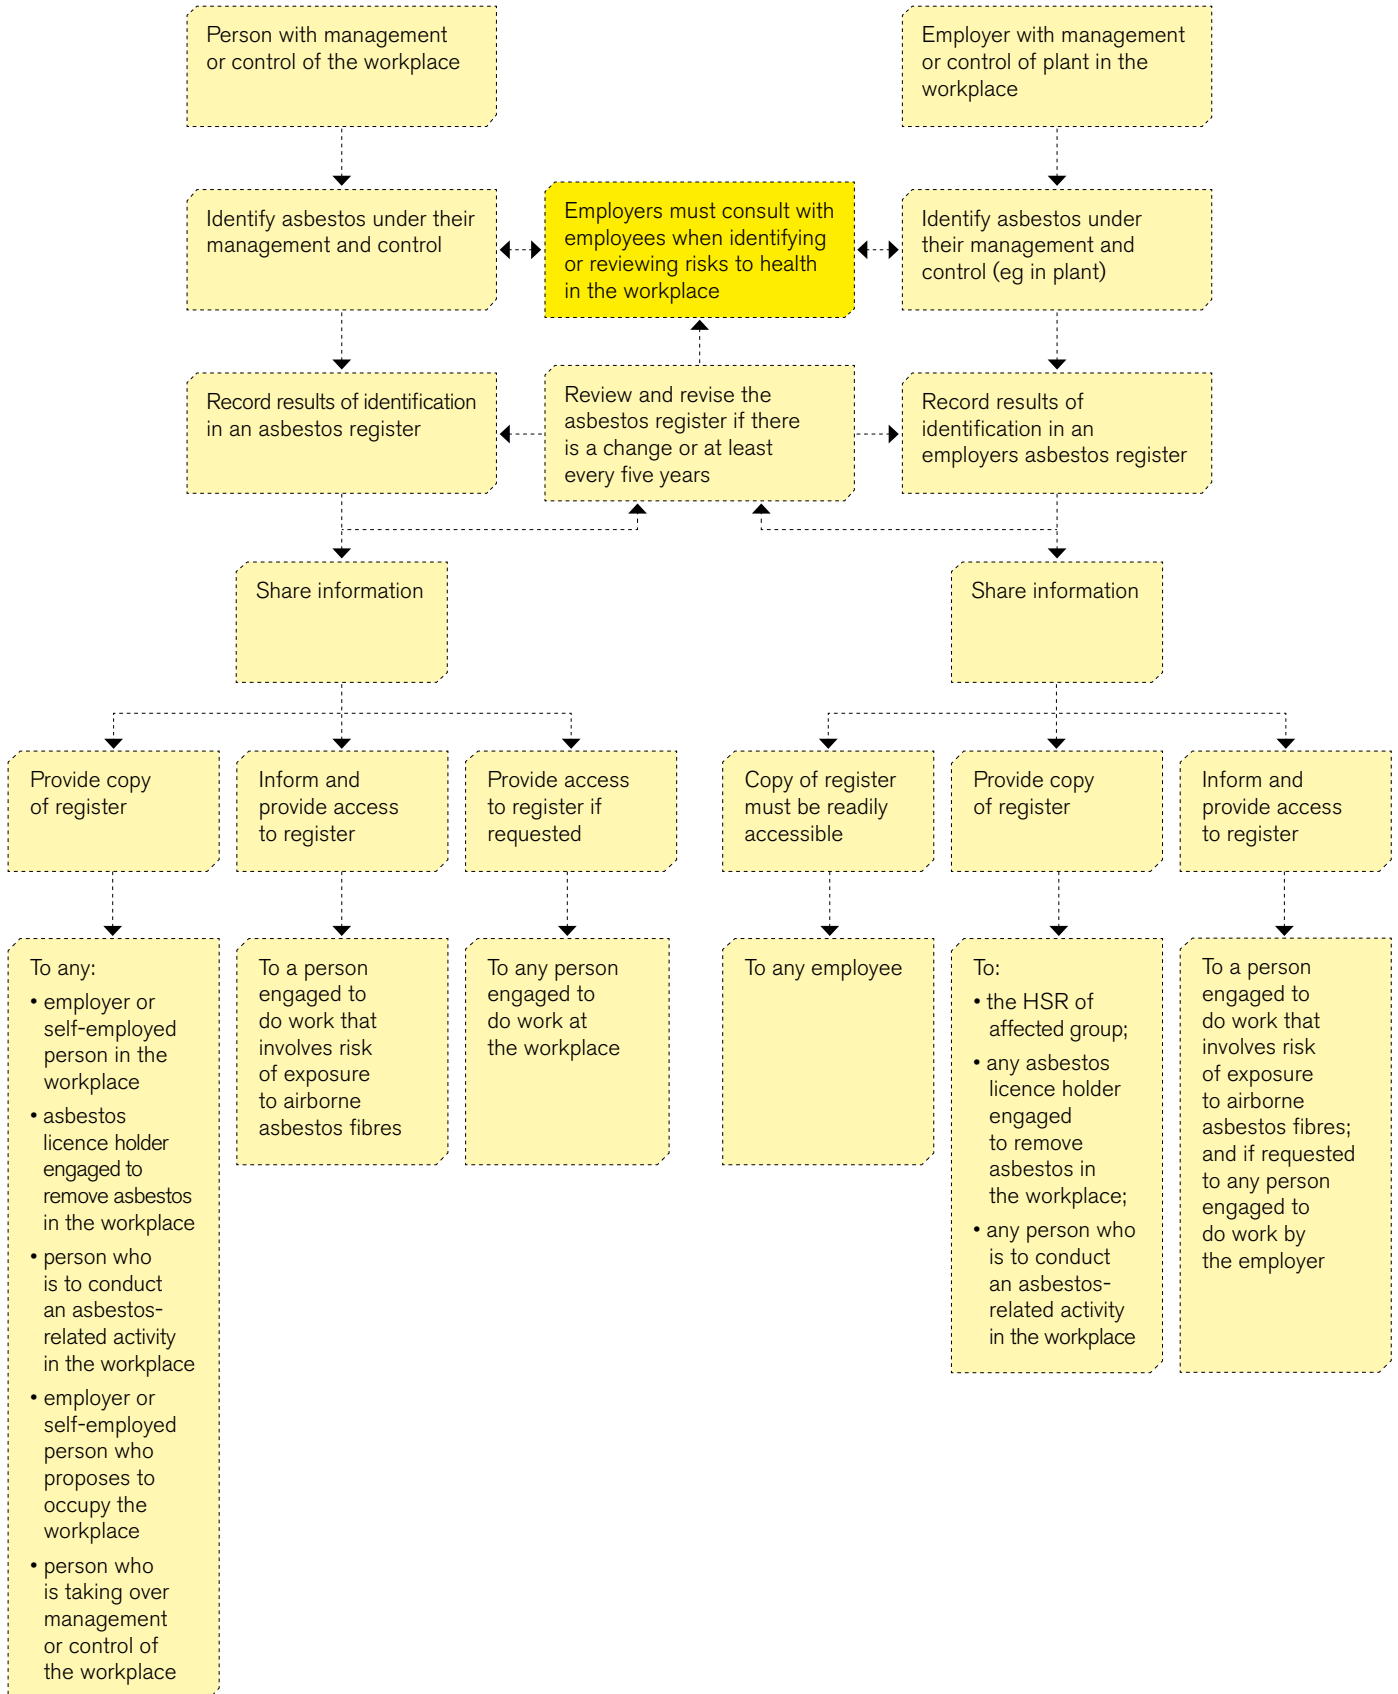 Person with management
or control of the workplace
Employer with management
or control of plant in the
workplace
Identify asbestos under their
management and control
Employers must consult with
employees when identifying
or reviewing risks to health
in the workplace
Identify asbestos under
their management and
control (eg in plant)
Record results of identification
in an asbestos register
Review and revise the
asbestos register if there
is a change or at least
every five years
Record results of
identification in an
employers asbestos register
Share information
Share information
Provide copy
of register
Inform and
provide access
to register
Provide access
to register if
requested
Copy of register
must be readily
accessible
Provide copy
of register
Inform and
provide access
to register
To any:
• employer or
self-employed
person in the
workplace
• asbestos
licence holder
engaged to
remove asbestos
in the workplace
• person who
is to conduct
an asbestos-
related activity
in the workplace
• employer or
self-employed
person who
proposes to
occupy the
workplace
• person who
is taking over
management
or control of
the workplace
To a person
engaged to
do work that
involves risk
of exposure
to airborne
asbestos fibres
To any person
engaged to
do work at
the workplace
To any employee
To:
• the HSR of
affected group;
• any asbestos
licence holder
engaged
to remove
asbestos in
the workplace;
• any person who
is to conduct
an asbestos-
related activity
in the workplace
To a person
engaged to
do work that
involves risk
of exposure
to airborne
asbestos fibres;
and if requested
to any person
engaged to
do work by
the employer